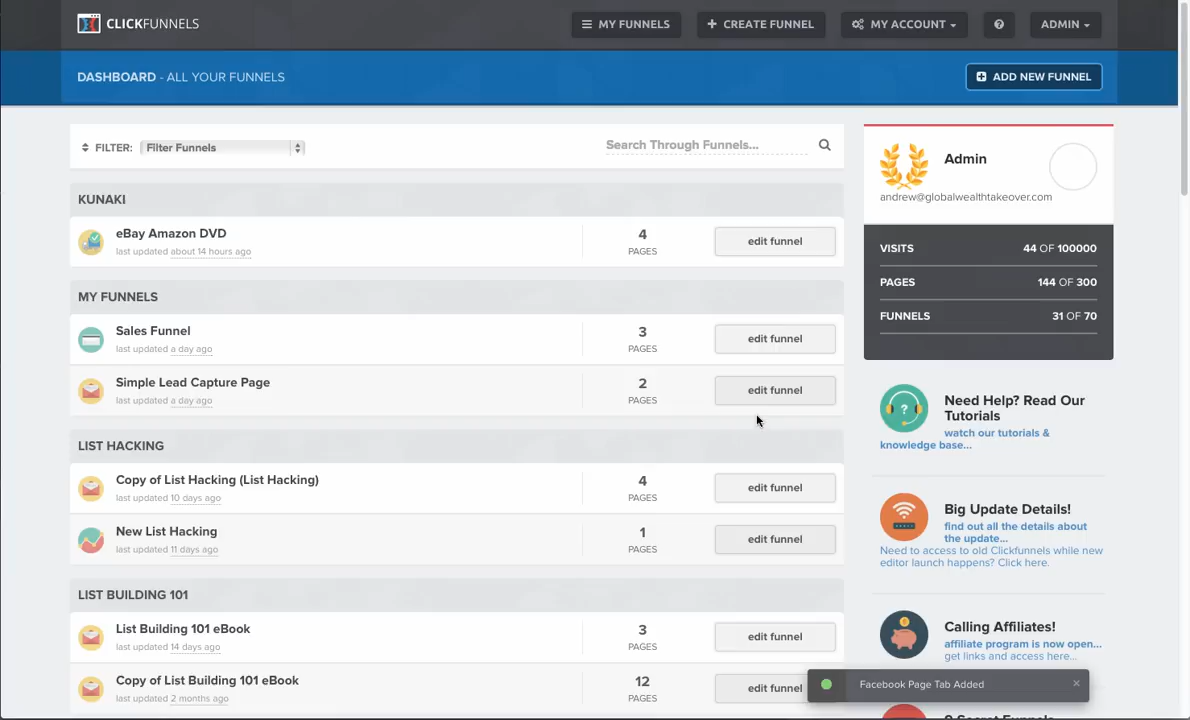 CLICKFUNNELS
MY FUNNELS
CREATE FUNNEL
MY ACCOUNT
?
ADMIN
DASHBOARD - ALL YOUR FUNNELS
ADD NEW FUNNEL
FILTER:
Filter Funnels
Search Through Funnels...
KUNAKI
eBay Amazon DVD
last updated about 14 hours ago
4
PAGES
edit funnel
MY FUNNELS
Sales Funnel
last updated a day ago
3
PAGES
edit funnel
Simple Lead Capture Page
last updated a day ago
2
PAGES
edit funnel
LIST HACKING
Copy of List Hacking (List Hacking)
last updated 10 days ago
4
PAGES
edit funnel
New List Hacking
last updated 11 days ago
1
PAGES
edit funnel
LIST BUILDING 101
List Building 101 eBook
last updated 14 days ago
3
PAGES
edit funnel
Copy of List Building 101 eBook
last updated 2 months ago
12
PAGES
edit funnel
Admin
andrew@globalwealthtakeover.com
VISITS
44 OF 100000
PAGES
144 OF 300
FUNNELS
31 OF 70
?
Need Help? Read Our
Tutorials
watch our tutorials &
knowledge base...
Big Update Details!
find out all the details about
the update...
Need to access to old Clickfunnels while new
editor launch happens? Click here.
Calling Affiliates!
affiliate program is now open...
get links and access here...
Facebook Page Tab Added
×